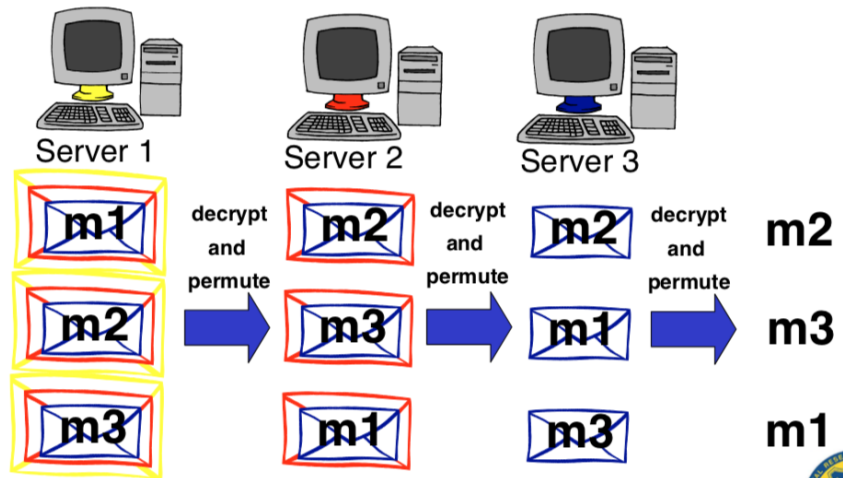 Server 1
Server 2
Server 3
m1
decrypt
and
permute
m2
decrypt
and
permute
m2
decrypt
and
permute
m2
m2
m3
m1
m3
m3
m1
m3
m1